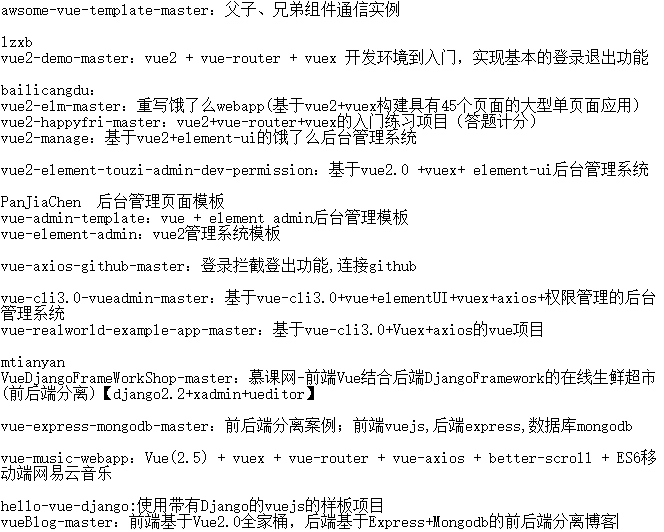 awsome-vue-template-master：父子、兄弟组件通信实例
lzxb
vue2-demo-master：vue2 + vue-router + vuex 开发环境到入门，实现基本的登录退出功能
bailicangdu：
vue2-elm-master：重写饿了么webapp(基于vue2+vuex构建具有45个页面的大型单页面应用)
vue2-happyfri-master：vue2+vue-router+vuex的入门练习项目（答题计分）
vue2-manage：基于vue2+element-ui的饿了么后台管理系统
vue2-element-touzi-admin-dev-permission：基于vue2.0 +vuex+ element-ui后台管理系统
PanJiaChen  后台管理页面模板
vue-admin-template：vue + element admin后台管理模板
vue-element-admin：vue2管理系统模板
vue-axios-github-master：登录拦截登出功能,连接github
vue-cli3.0-vueadmin-master：基于vue-cli3.0+vue+elementUI+vuex+axios+权限管理的后台
管理系统
vue-realworld-example-app-master：基于vue-cli3.0+Vuex+axios的vue项目
mtianyan
VueDjangoFrameWorkShop-master：慕课网-前端Vue结合后端DjangoFramework的在线生鲜超市
(前后端分离)【django2.2+xadmin+ueditor】
vue-express-mongodb-master：前后端分离案例；前端vuejs,后端express,数据库mongodb
vue-music-webapp：Vue(2.5) + vuex + vue-router + vue-axios + better-scroll + ES6移
动端网易云音乐
hello-vue-django:使用带有Django的vuejs的样板项目
vueBlog-master：前端基于Vue2.0全家桶，后端基于Express+Mongodb的前后端分离博客